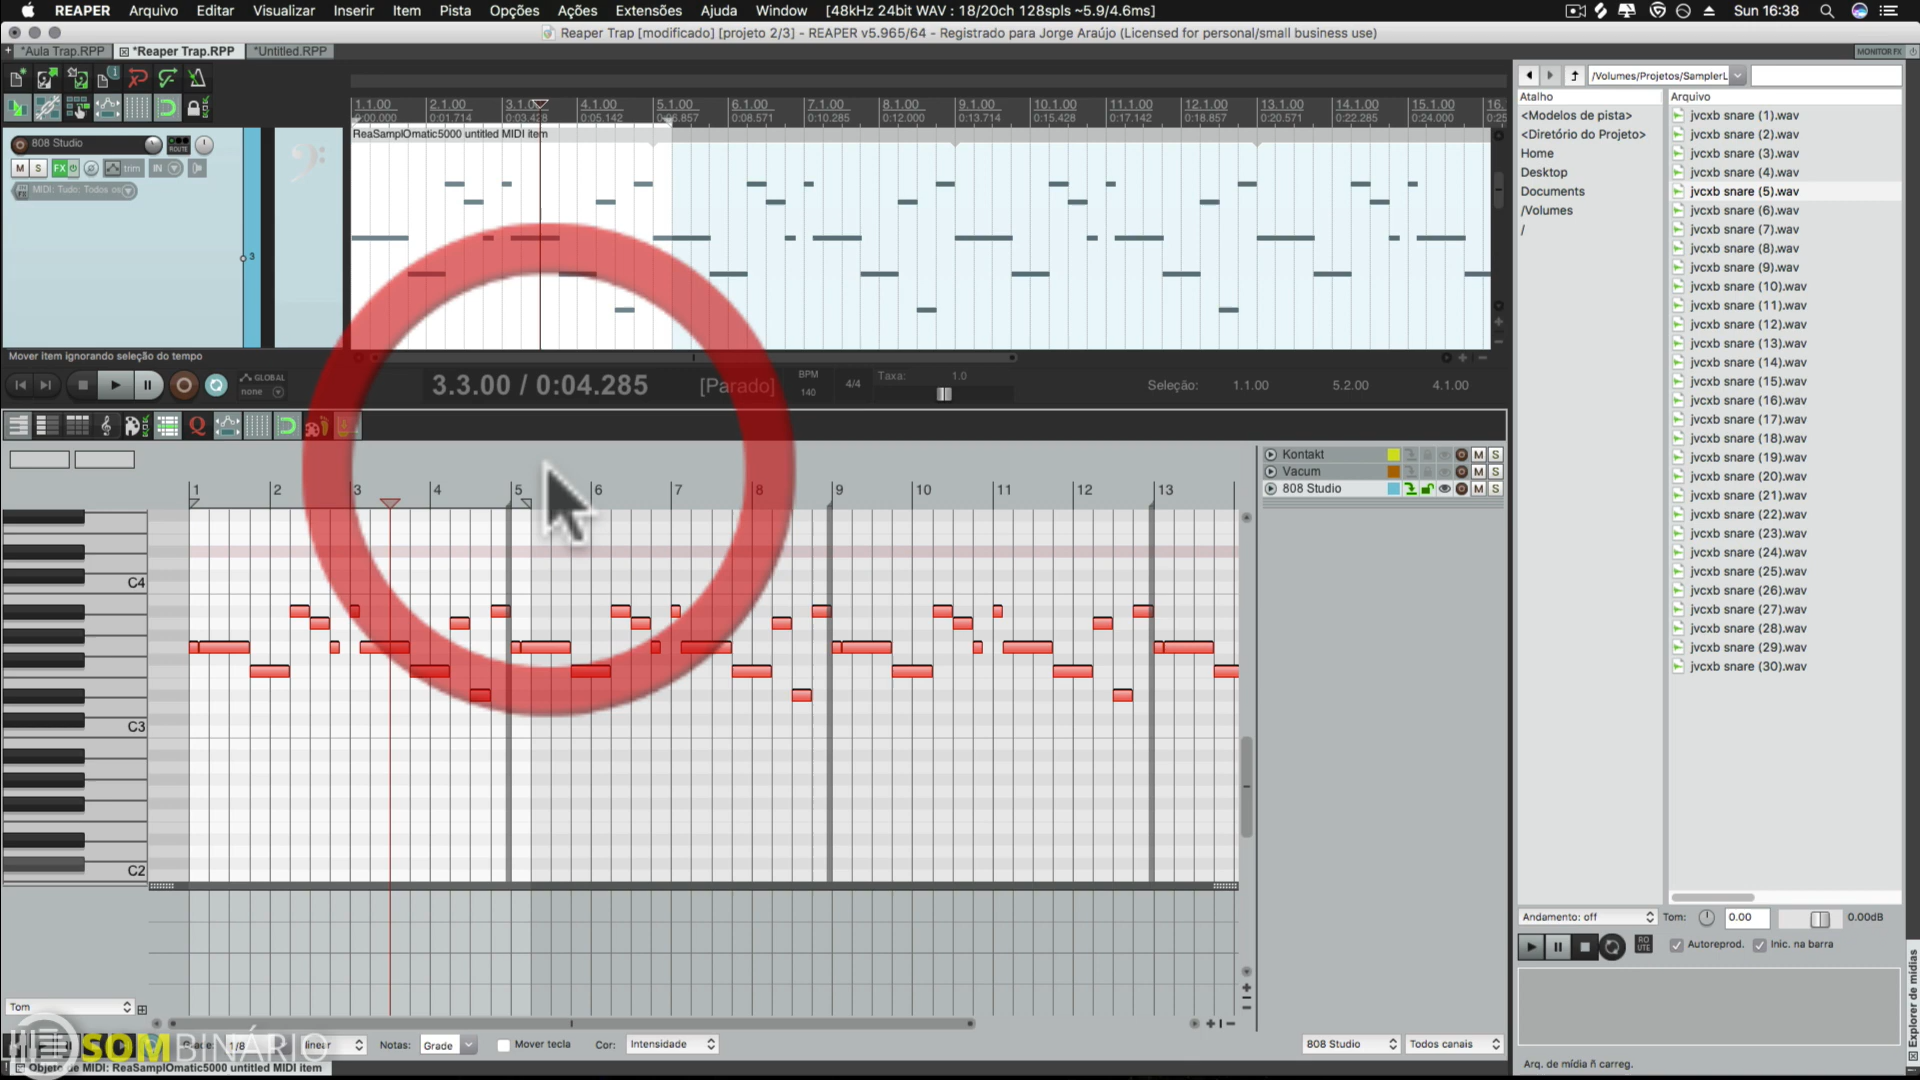 REAPER Arquivo Editar Visualizar Inserir Item Pista Opções Ações Extensões Ajuda Window [48kHz 24bit WAV : 18/20ch 128spls ~5.9/4.6ms] Sun 16:38
Reaper Trap [modificado] [projeto 2/3] - REAPER v5.965/64 - Registrado para Jorge Araújo (Licensed for personal/small business use)
*Aula Trap.RPP *Reaper Trap.RPP *Untitled.RPP MONITOR FX
1.1.00 2.1.00 3.1.00 4.1.00 5.1.00 6.1.00 7.1.00 8.1.00 9.1.00 10.1.00 11.1.00 12.1.00 13.1.00 14.1.00 15.1.00 16.
0:00.000 0:01.714 0:03.428 0:05.142 0:06.857 0:08.571 0:10.285 0:12.000 0:13.714 0:15.428 0:17.142 0:18.857 0:20.571 0:22.285 0:24.000 0:25
ReaSamplOmatic5000 untitled MIDI item
808 Studio ROUTE
M S FX trim IN
MIDI: Tudo: Todos os
3
Mover item ignorando seleção do tempo
GLOBAL
none
3.3.00 / 0:04.285 [Parado] BPM 140 4/4 Taxa: 1.0 Seleção: 1.1.00 5.2.00 4.1.00
Q
Kontakt M S
Vacum M S
808 Studio M S
1 2 3 4 5 6 7 8 9 10 11 12 13
C4
C3
C2
Tom
Grade: 1/8 linear Notas: Grade Mover tecla Cor: Intensidade 808 Studio Todos canais
SOMBINÁRIO
Objeto de MIDI: ReaSamplOmatic5000 untitled MIDI item
/Volumes/Projetos/SamplerL
Atalho
<Modelos de pista>
<Diretório do Projeto>
Home
Desktop
Documents
/Volumes
/
Arquivo
jvcxb snare (1).wav
jvcxb snare (2).wav
jvcxb snare (3).wav
jvcxb snare (4).wav
jvcxb snare (5).wav
jvcxb snare (6).wav
jvcxb snare (7).wav
jvcxb snare (8).wav
jvcxb snare (9).wav
jvcxb snare (10).wav
jvcxb snare (11).wav
jvcxb snare (12).wav
jvcxb snare (13).wav
jvcxb snare (14).wav
jvcxb snare (15).wav
jvcxb snare (16).wav
jvcxb snare (17).wav
jvcxb snare (18).wav
jvcxb snare (19).wav
jvcxb snare (20).wav
jvcxb snare (21).wav
jvcxb snare (22).wav
jvcxb snare (23).wav
jvcxb snare (24).wav
jvcxb snare (25).wav
jvcxb snare (26).wav
jvcxb snare (27).wav
jvcxb snare (28).wav
jvcxb snare (29).wav
jvcxb snare (30).wav
Andamento: off Tom: 0.00 0.00dB
ROUTE Autoreprod. Inic. na barra
Explorer de mídias
Arq. de mídia ñ carreg.